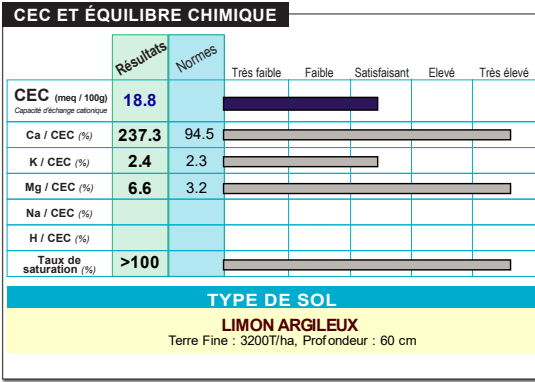 CEC ET ÉQUILIBRE CHIMIQUE
Résultats Normes
Très faible Faible Satisfaisant Elevé Très élevé
CEC (meq / 100g) 18.8
Capacité d'échange cationique
Ca / CEC (%) 237.3 94.5
K / CEC (%) 2.4 2.3
Mg / CEC (%) 6.6 3.2
Na / CEC (%)
H / CEC (%)
Taux de
saturation (%) >100
TYPE DE SOL
LIMON ARGILEUX
Terre Fine : 3200T/ha, Profondeur : 60 cm